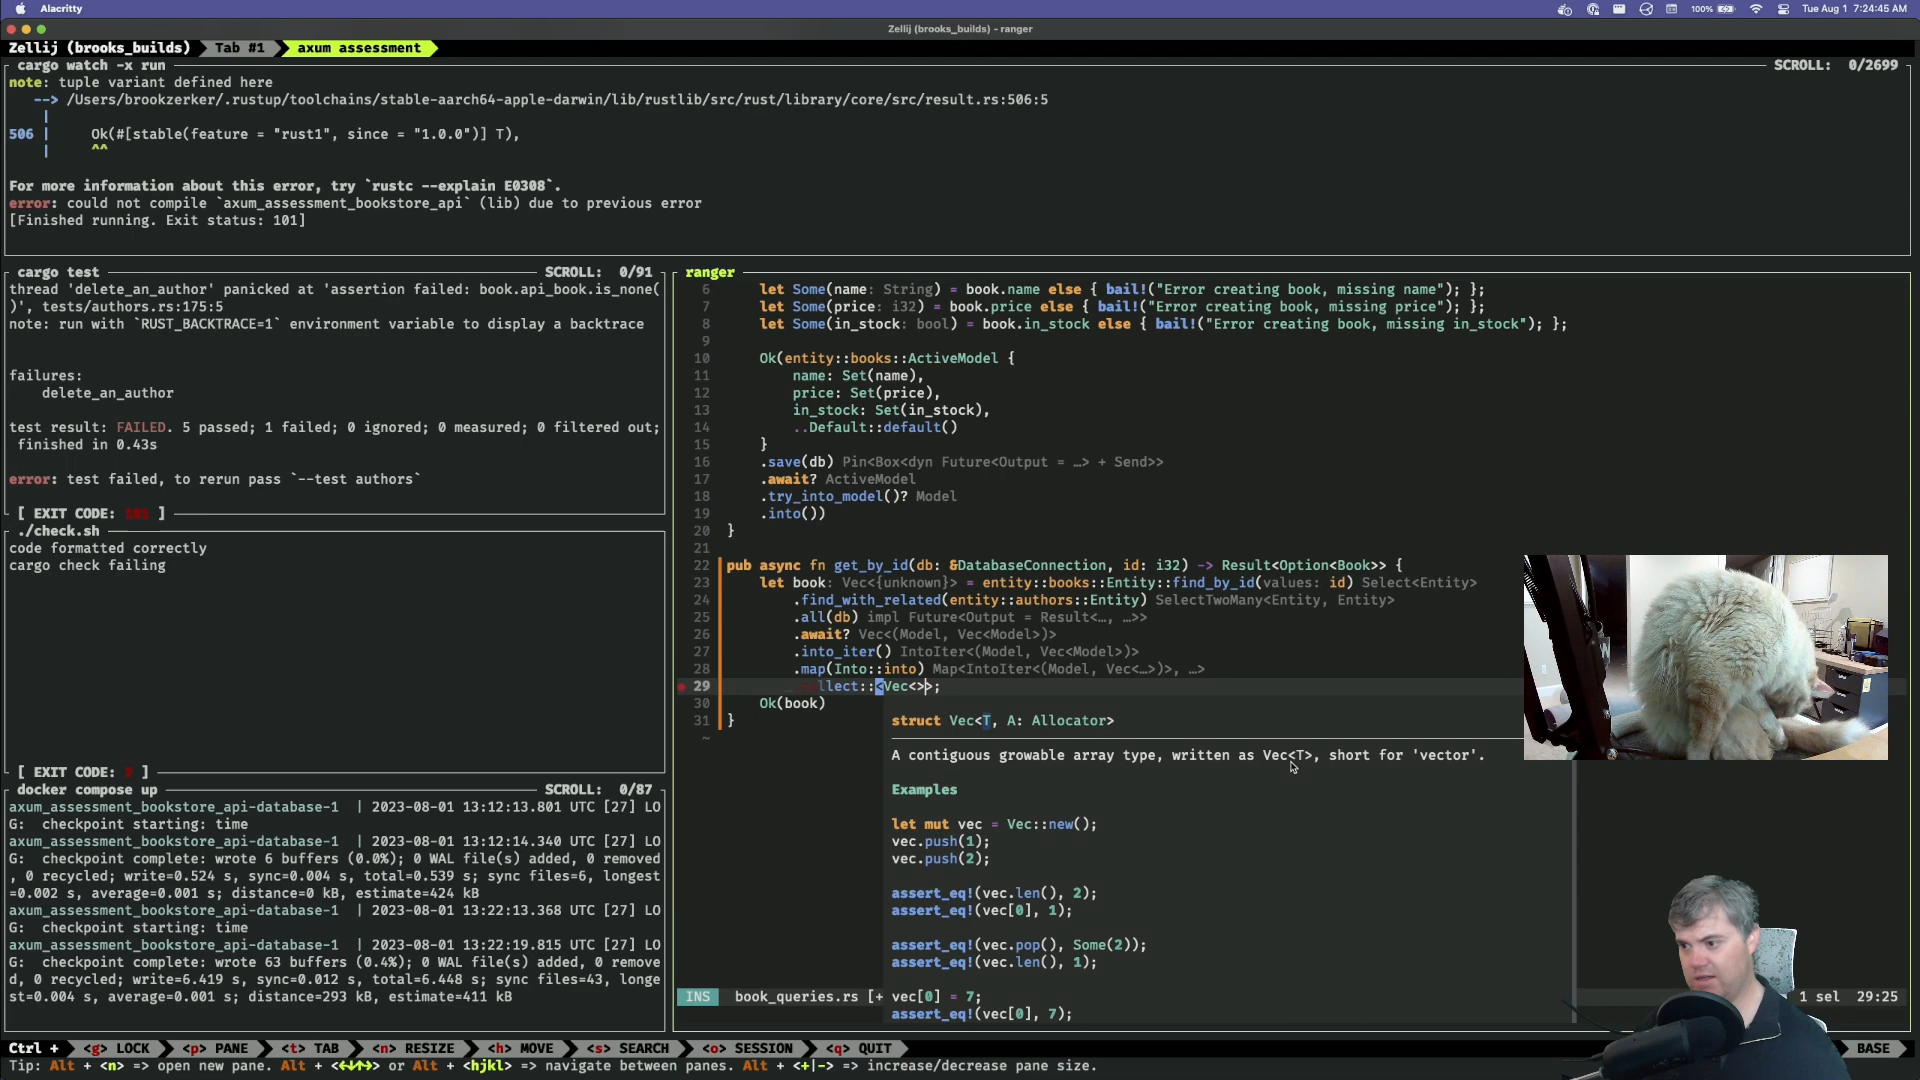 Alacritty
100%
Tue Aug 1 7:24:45 AM
Zellij (brooks_builds) - ranger
Zellij (brooks_builds) Tab #1 axum assessment
cargo watch -x run SCROLL: 0/2699
note: tuple variant defined here
--> /Users/brookzerker/.rustup/toolchains/stable-aarch64-apple-darwin/lib/rustlib/src/rust/library/core/src/result.rs:506:5
|
506 | Ok(#[stable(feature = "rust1", since = "1.0.0")] T),
| ^^
For more information about this error, try `rustc --explain E0308`.
error: could not compile `axum_assessment_bookstore_api` (lib) due to previous error
[Finished running. Exit status: 101]
cargo test SCROLL: 0/91
thread 'delete_an_author' panicked at 'assertion failed: book.api_book.is_none(
)', tests/authors.rs:175:5
note: run with `RUST_BACKTRACE=1` environment variable to display a backtrace
failures:
delete_an_author
test result: FAILED. 5 passed; 1 failed; 0 ignored; 0 measured; 0 filtered out;
finished in 0.43s
error: test failed, to rerun pass `--test authors`
[ EXIT CODE: 101 ]
./check.sh
code formatted correctly
cargo check failing
[ EXIT CODE: ]
docker compose up SCROLL: 0/87
axum_assessment_bookstore_api-database-1 | 2023-08-01 13:12:13.801 UTC [27] LO
G: checkpoint starting: time
axum_assessment_bookstore_api-database-1 | 2023-08-01 13:12:14.340 UTC [27] LO
G: checkpoint complete: wrote 6 buffers (0.0%); 0 WAL file(s) added, 0 removed
, 0 recycled; write=0.524 s, sync=0.004 s, total=0.539 s; sync files=6, longest
=0.002 s, average=0.001 s; distance=0 kB, estimate=424 kB
axum_assessment_bookstore_api-database-1 | 2023-08-01 13:22:13.368 UTC [27] LO
G: checkpoint starting: time
axum_assessment_bookstore_api-database-1 | 2023-08-01 13:22:19.815 UTC [27] LO
G: checkpoint complete: wrote 63 buffers (0.4%); 0 WAL file(s) added, 0 remove
d, 0 recycled; write=6.419 s, sync=0.012 s, total=6.448 s; sync files=43, longe
st=0.004 s, average=0.001 s; distance=293 kB, estimate=411 kB
ranger
6 let Some(name: String) = book.name else { bail!("Error creating book, missing name"); };
7 let Some(price: i32) = book.price else { bail!("Error creating book, missing price"); };
8 let Some(in_stock: bool) = book.in_stock else { bail!("Error creating book, missing in_stock"); };
9
10 Ok(entity::books::ActiveModel {
11 name: Set(name),
12 price: Set(price),
13 in_stock: Set(in_stock),
14 ..Default::default()
15 }
16 .save(db) Pin<Box<dyn Future<Output = …> + Send>>
17 .await? ActiveModel
18 .try_into_model()? Model
19 .into())
20 }
21
22 pub async fn get_by_id(db: &DatabaseConnection, id: i32) -> Result<Option<Book>> {
23 let book: Vec<{unknown}> = entity::books::Entity::find_by_id(values: id) Select<Entity>
24 .find_with_related(entity::authors::Entity) SelectTwoMany<Entity, Entity>
25 .all(db) impl Future<Output = Result<…, …>>
26 .await? Vec<(Model, Vec<Model>)>
27 .into_iter() IntoIter<(Model, Vec<Model>)>
28 .map(Into::into) Map<IntoIter<(Model, Vec<…>)>, …>
29 llect::<Vec<>>;
30 Ok(book)
31 }
~
struct Vec<T, A: Allocator>
A contiguous growable array type, written as Vec<T>, short for 'vector'.
Examples
let mut vec = Vec::new();
vec.push(1);
vec.push(2);
assert_eq!(vec.len(), 2);
assert_eq!(vec[0], 1);
assert_eq!(vec.pop(), Some(2));
assert_eq!(vec.len(), 1);
vec[0] = 7;
assert_eq!(vec[0], 7);
INS book_queries.rs [+ 1 sel 29:25
Ctrl + <g> LOCK <p> PANE <t> TAB <n> RESIZE <h> MOVE <s> SEARCH <o> SESSION <q> QUIT BASE
Tip: Alt + <n> => open new pane. Alt + <←↓↑→> or Alt + <hjkl> => navigate between panes. Alt + <+|-> => increase/decrease pane size.